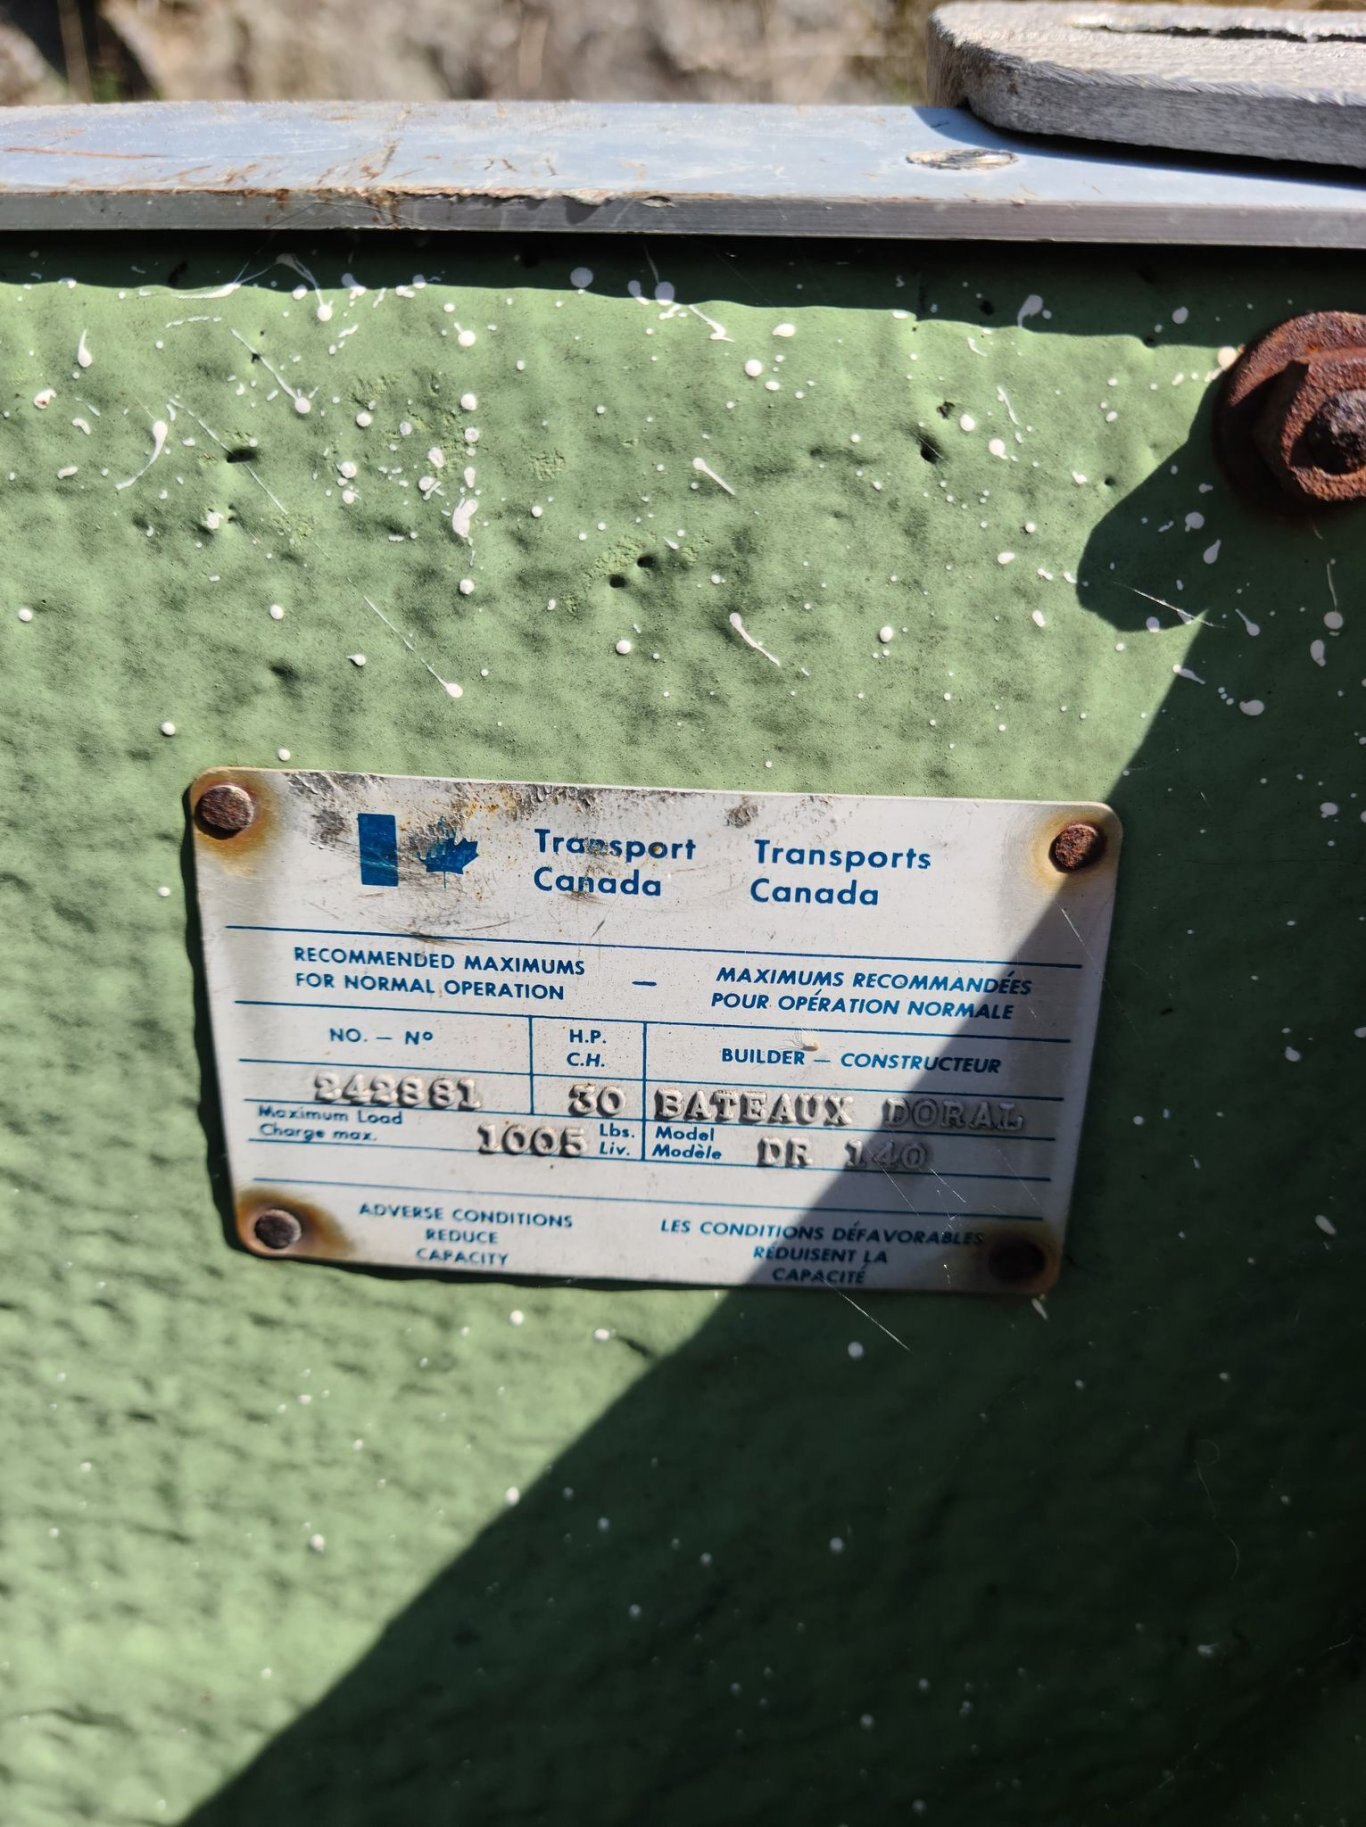 Transport Canada
Transports Canada
RECOMMENDED MAXIMUMS
FOR NORMAL OPERATION
—
MAXIMUMS RECOMMANDÉES
POUR OPÉRATION NORMALE
NO. – Nº
H.P.
C.H.
BUILDER – CONSTRUCTEUR
242881
30
BATEAUX DORAL
Maximum Load
Charge max.
1005
Lbs.
Liv.
Model
Modèle
DR 140
ADVERSE CONDITIONS
REDUCE
CAPACITY
LES CONDITIONS DÉFAVORABLES
RÉDUISENT LA
CAPACITÉ